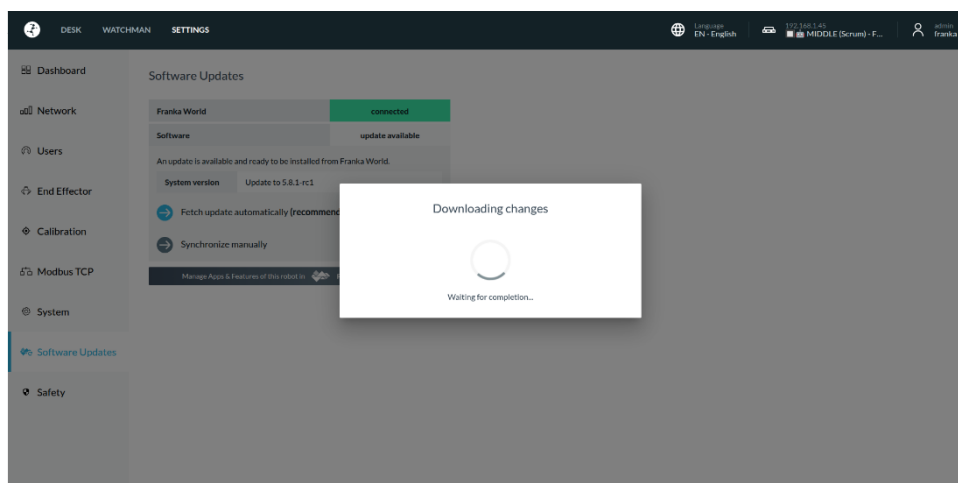 DESK WATCHMAN SETTINGS
Language
EN - English
192.168.1.45
MIDDLE (Scrum) - F...
admin
franka
Dashboard
Network
Users
End Effector
Calibration
Modbus TCP
System
Software Updates
Safety
Software Updates
Franka World connected
Software update available
An update is available and ready to be installed from Franka World.
System version Update to 5.8.1-rc1
Fetch update automatically (recommend
Synchronize manually
Manage Apps & Features of this robot in
Downloading changes
Waiting for completion...